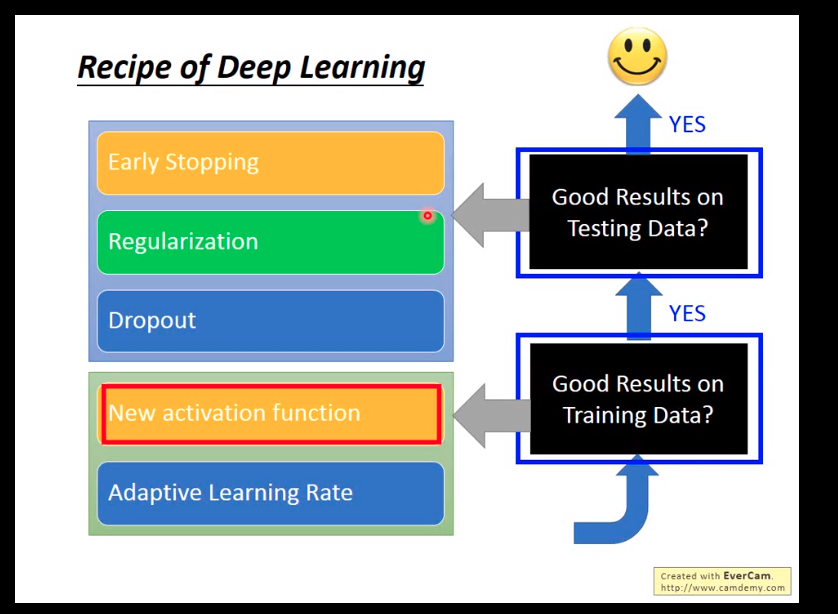 Recipe of Deep Learning
YES
Early Stopping
Good Results on
Testing Data?
Regularization
Dropout
YES
New activation function
Good Results on
Training Data?
Adaptive Learning Rate
Created with EverCam.
http://www.camdemy.com